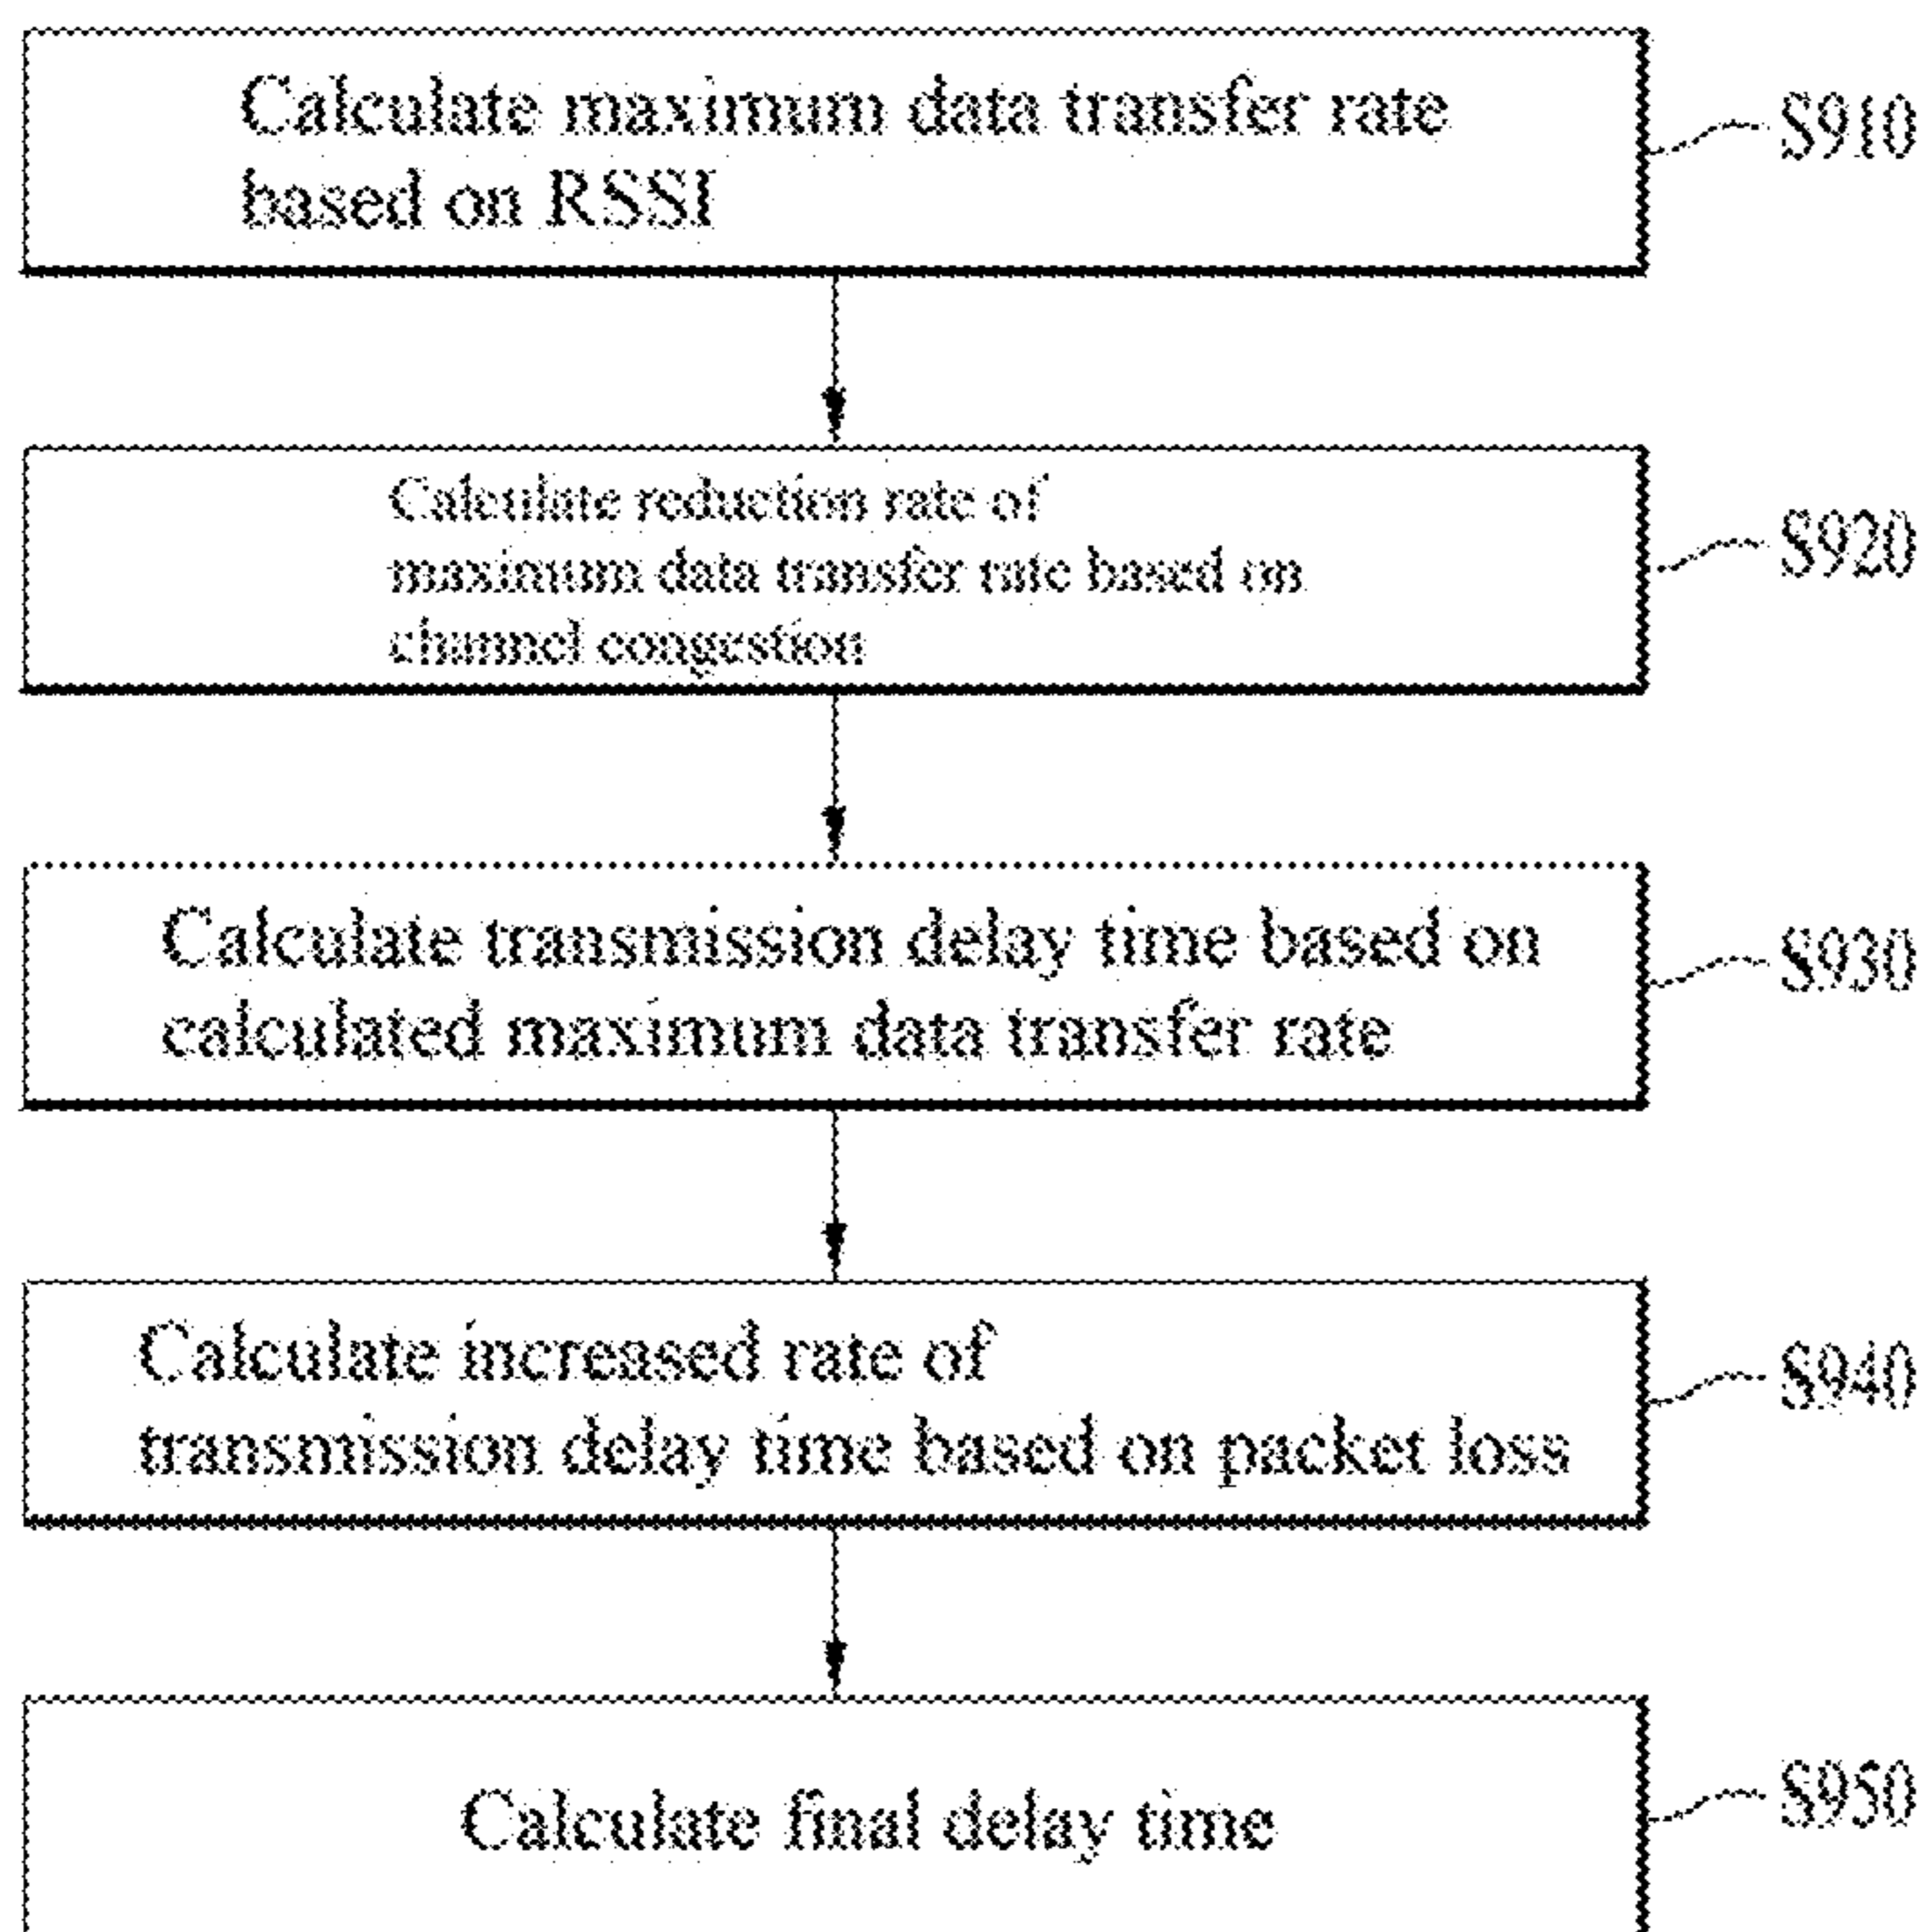 Calculate maximum data transfer rate
based on RSSI
S910
Calculate reduction rate of
maximum data transfer rate based on
channel congestion
S920
Calculate transmission delay time based on
calculated maximum data transfer rate
S930
Calculate increased rate of
transmission delay time based on packet loss
S940
Calculate final delay time
S950